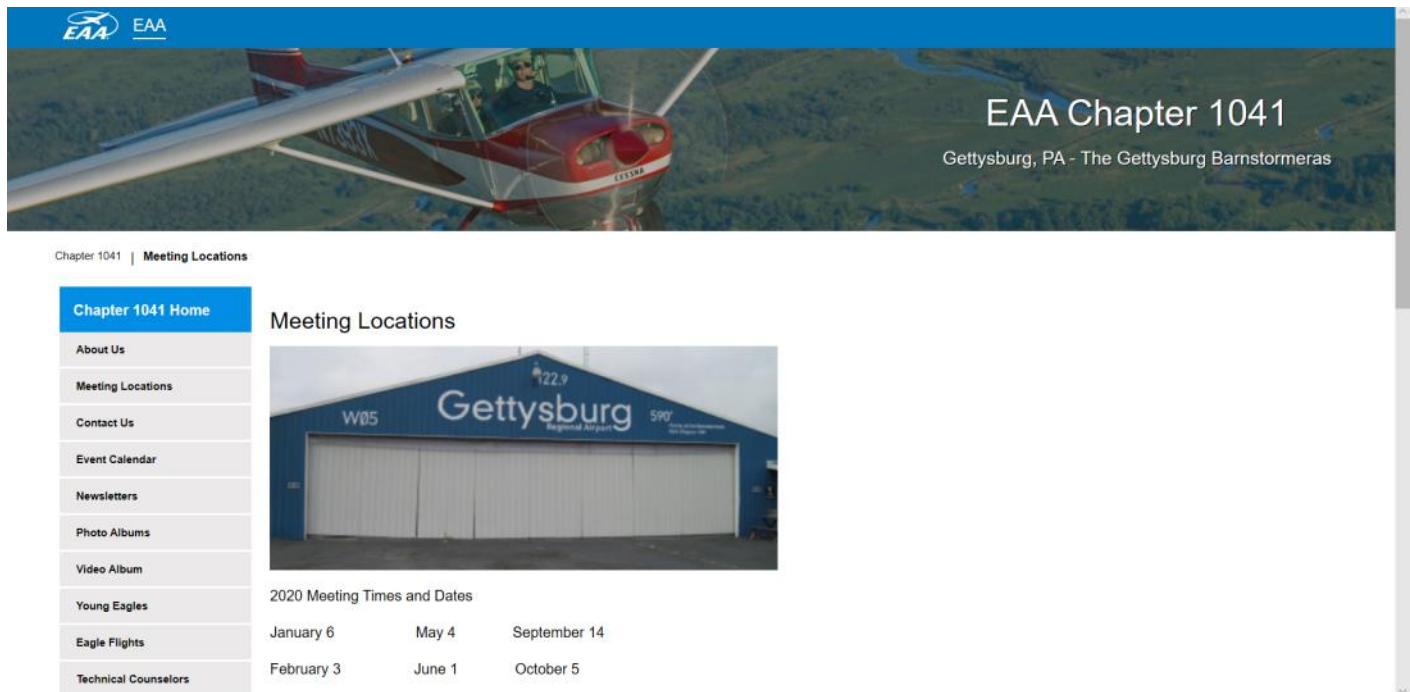 EAA EAA
N7393V
CESSNA
EAA Chapter 1041
Gettysburg, PA - The Gettysburg Barnstormeras
Chapter 1041 | Meeting Locations
Chapter 1041 Home
About Us
Meeting Locations
Contact Us
Event Calendar
Newsletters
Photo Albums
Video Album
Young Eagles
Eagle Flights
Technical Counselors
Meeting Locations
122.9
WØ5 Gettysburg 590'
Regional Airport
2020 Meeting Times and Dates
January 6 May 4 September 14
February 3 June 1 October 5